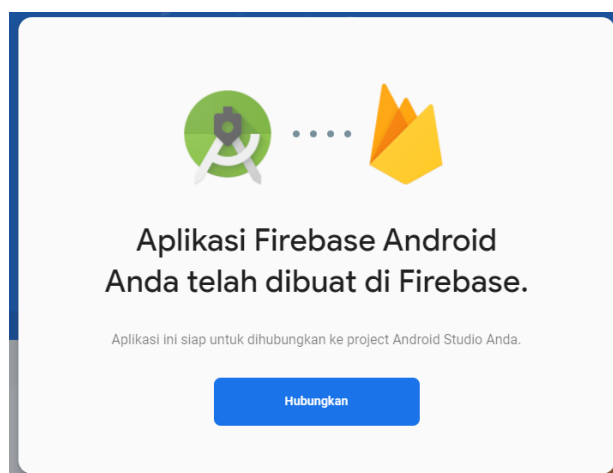 Aplikasi Firebase Android
Anda telah dibuat di Firebase.
Aplikasi ini siap untuk dihubungkan ke project Android Studio Anda.
Hubungkan